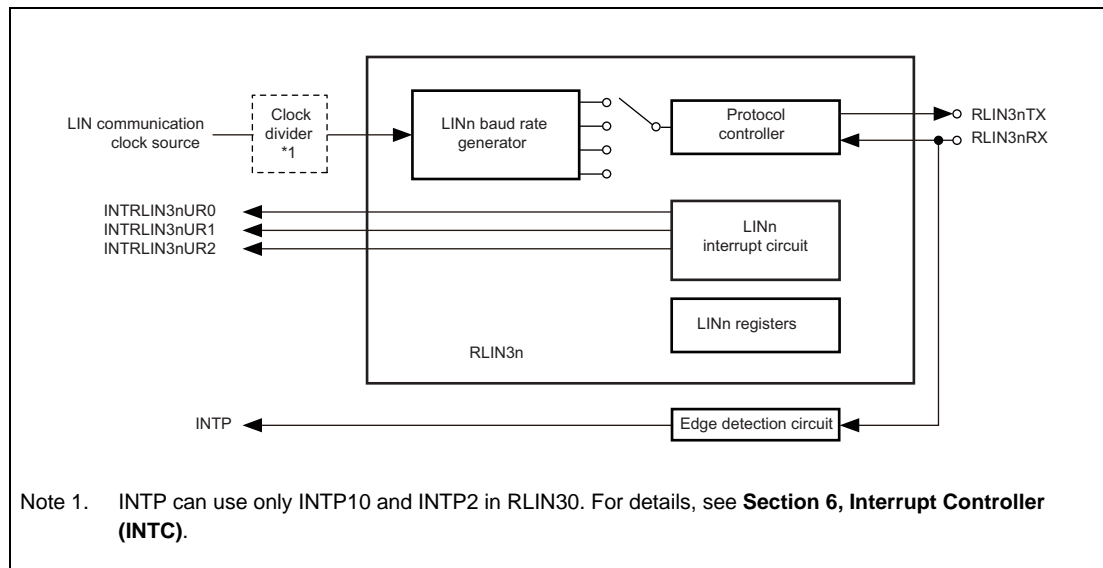 LIN communication
clock source
Clock
divider
*1
LINn baud rate
generator
Protocol
controller
RLIN3nTX
RLIN3nRX
INTRLIN3nUR0
INTRLIN3nUR1
INTRLIN3nUR2
LINn
interrupt circuit
LINn registers
RLIN3n
INTP
Edge detection circuit
Note 1. INTP can use only INTP10 and INTP2 in RLIN30. For details, see Section 6, Interrupt Controller
(INTC).